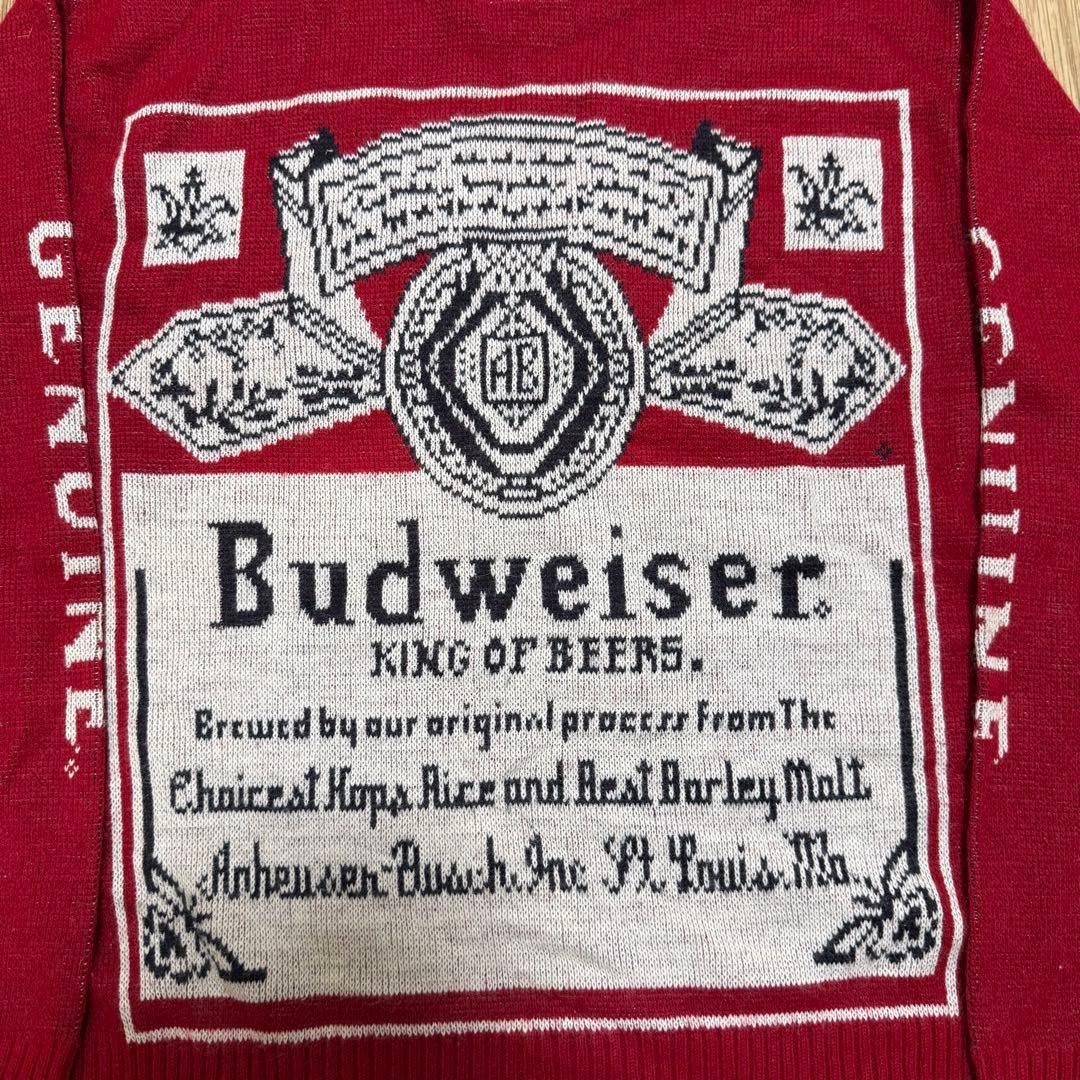 GENUINE
GENUINE
AB
Budweiser
KING OF BEERS.
Brewed by our original process from The
Choicest Hops Rice and Best Barley Malt
Anheuser-Busch, Inc St. Louis, Mo.